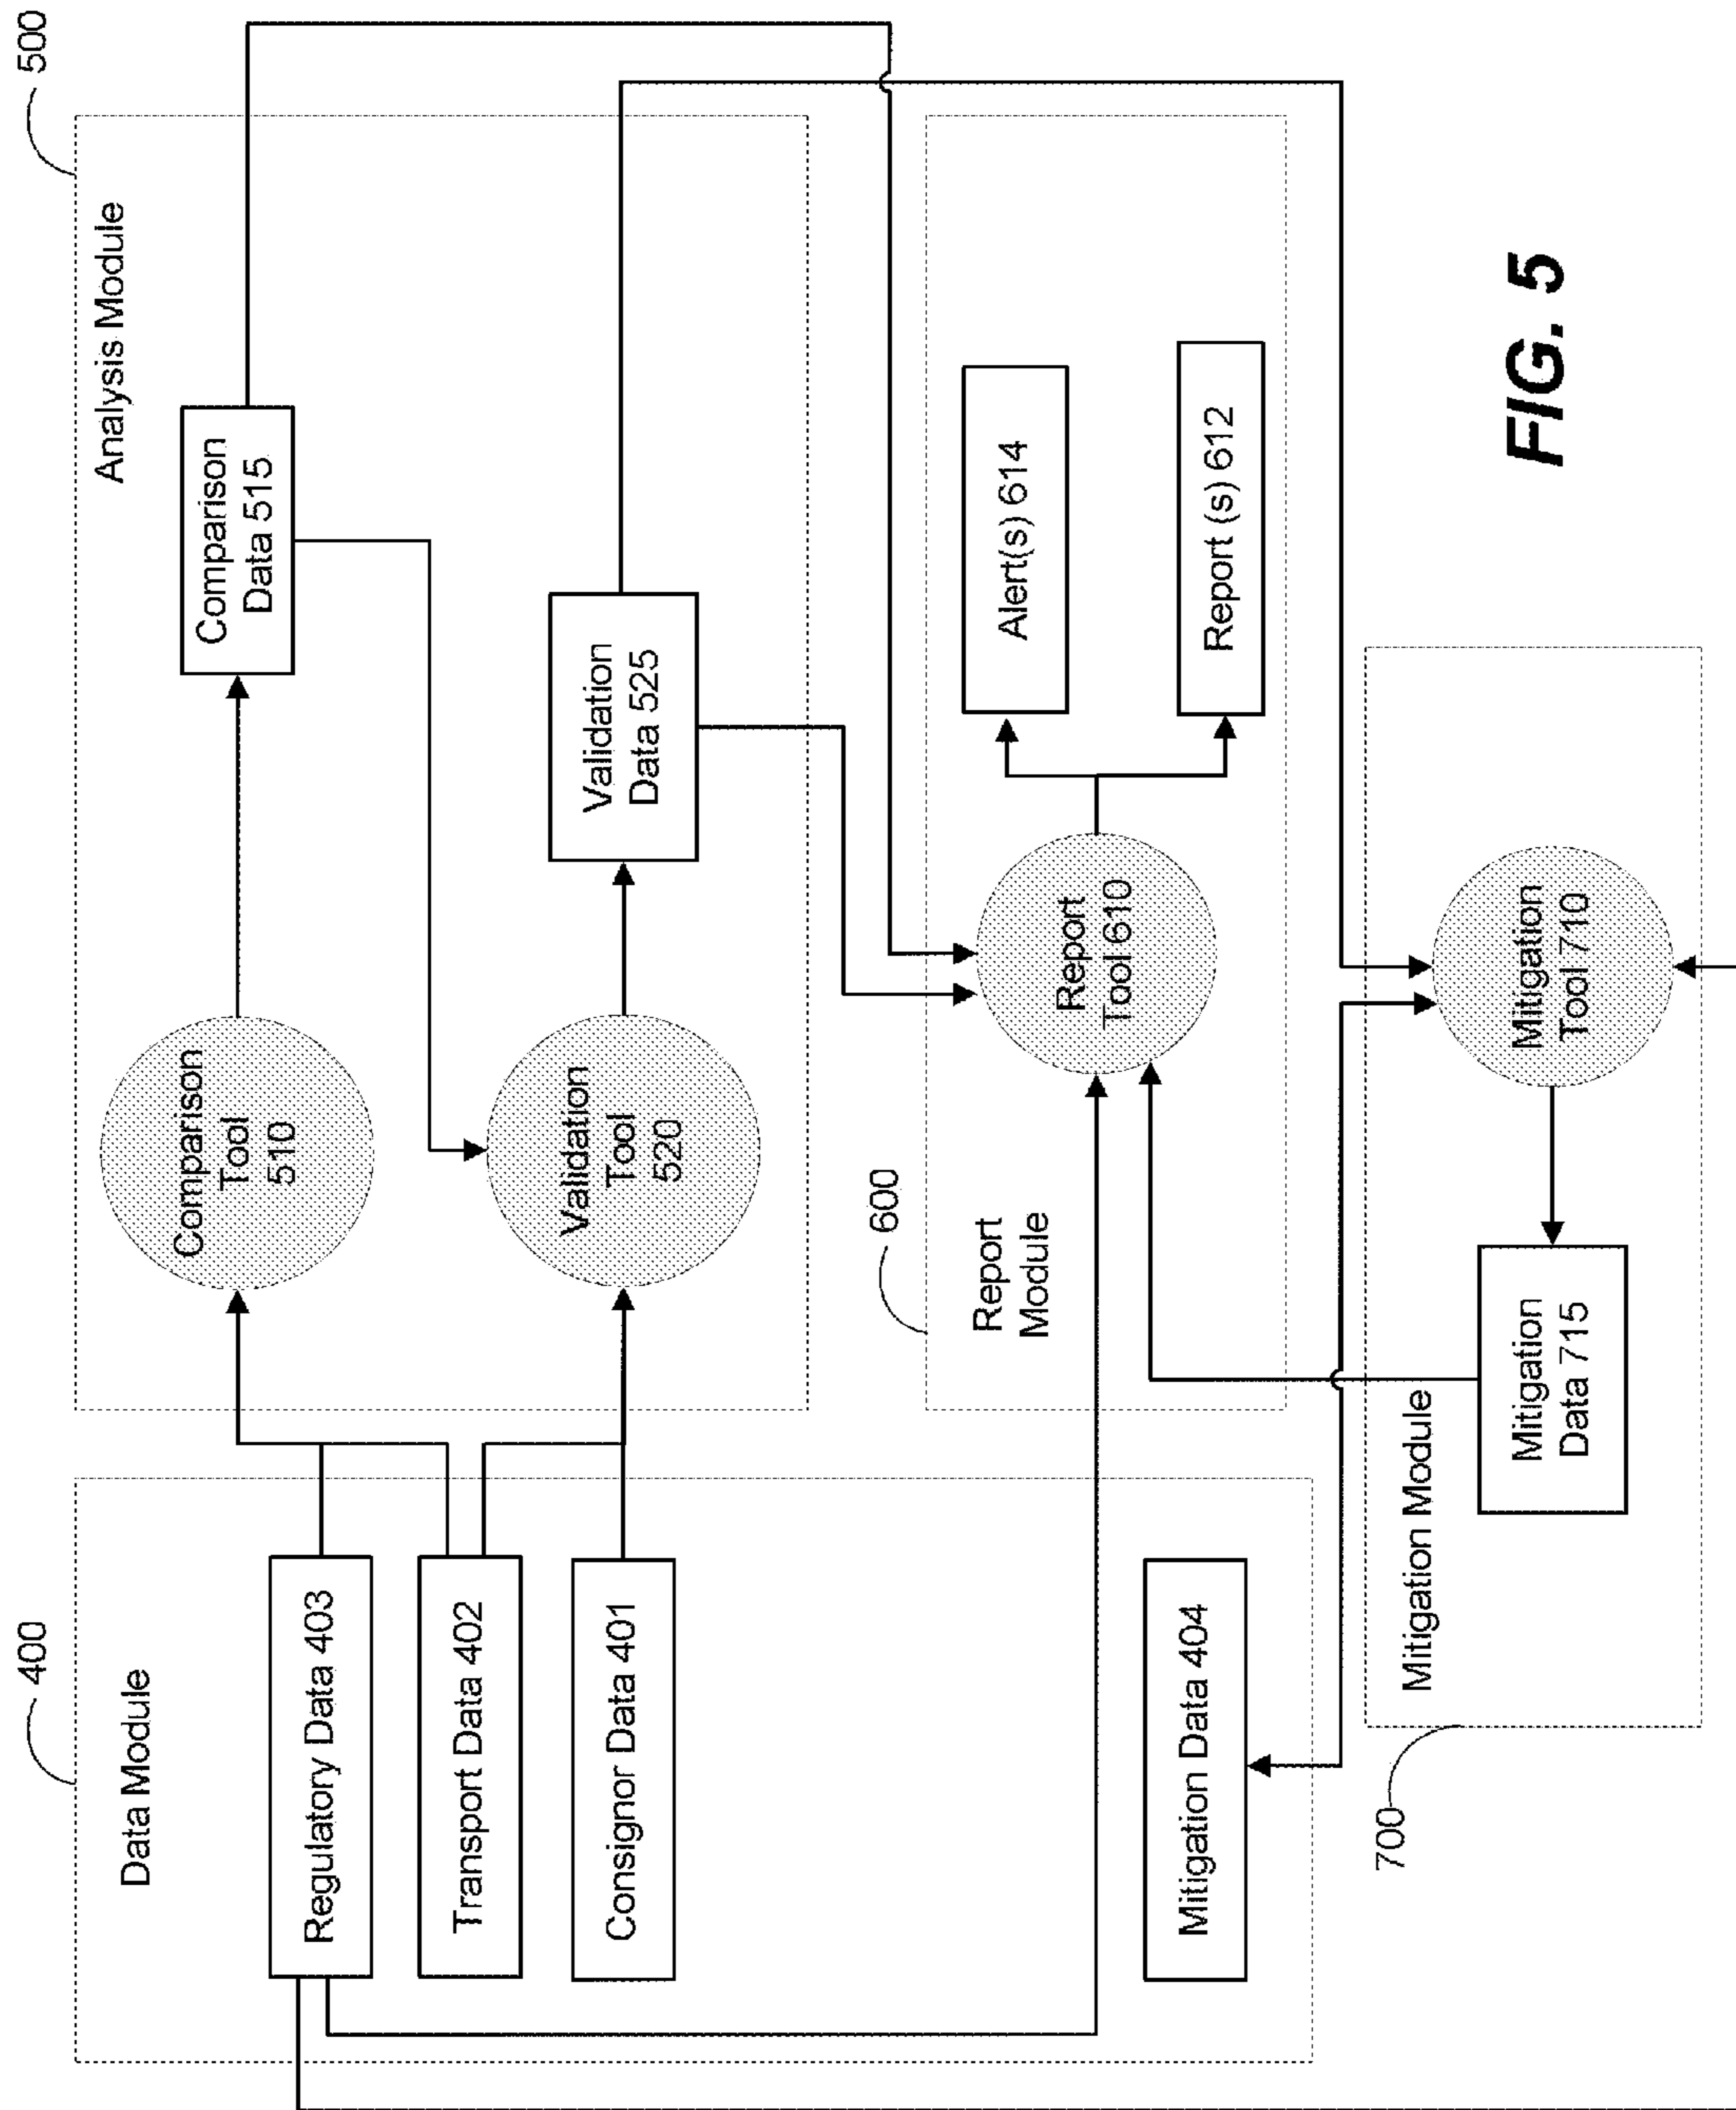 400
500
Data Module
Analysis Module
Regulatory Data 403
Transport Data 402
Consignor Data 401
Mitigation Data 404
Comparison
Tool
510
Comparison
Data 515
Validation
Tool
520
Validation
Data 525
600
Report
Module
Report
Tool 610
Alert(s) 614
Report (s) 612
700
Mitigation Module
Mitigation
Data 715
Mitigation
Tool 710
FIG. 5